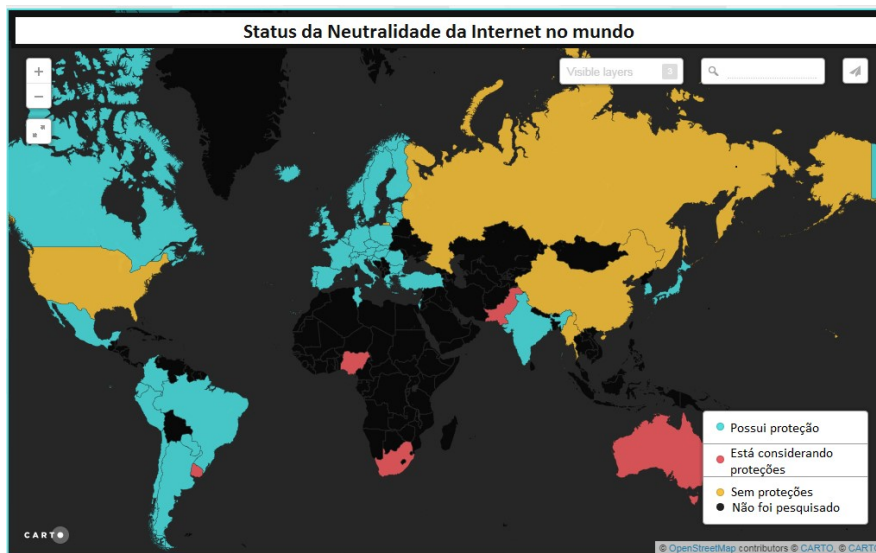 Status da Neutralidade da Internet no mundo
+
Visible layers 3
−
Possui proteção
Está considerando
proteções
Sem proteções
Não foi pesquisado
CARTO
© OpenStreetMap contributors © CARTO, © CARTO